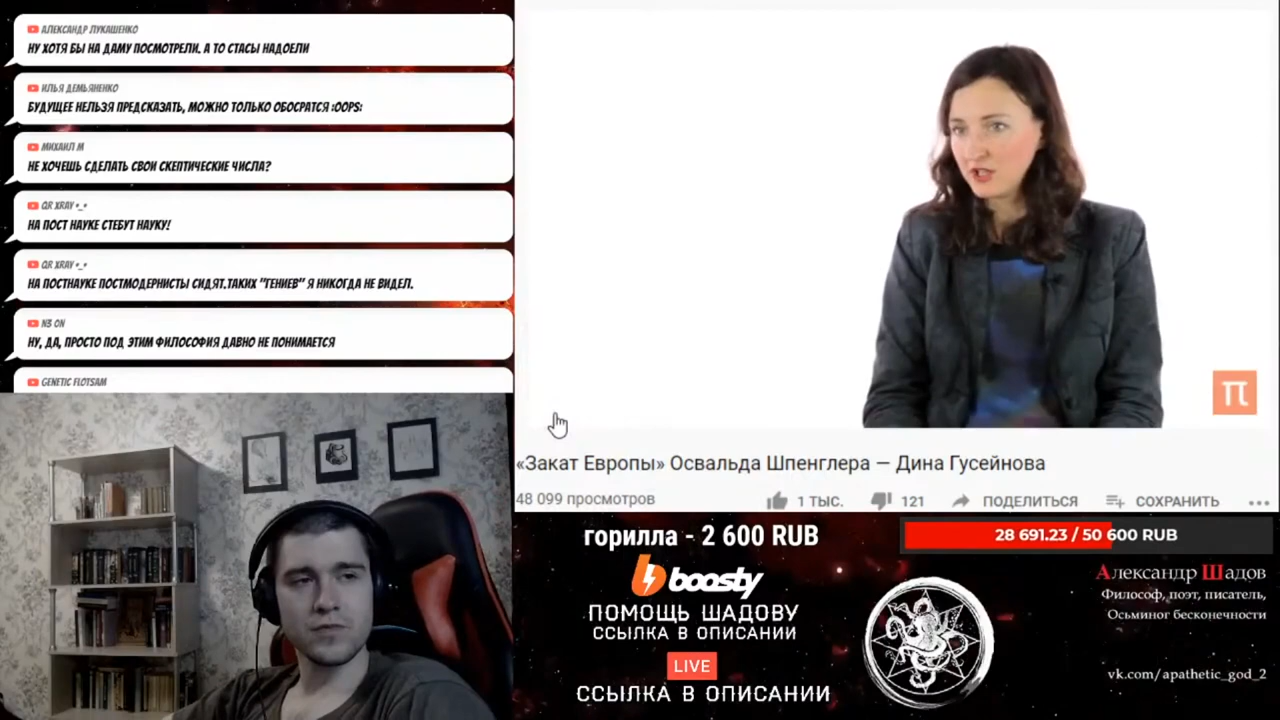 АЛЕКСАНДР ЛУКАШЕНКО
НУ ХОТЯ БЫ НА ДАМУ ПОСМОТРЕЛИ. А ТО СТАСЫ НАДОЕЛИ
ИЛЬЯ ДЕМЬЯНЕНКО
БУДУЩЕЕ НЕЛЬЗЯ ПРЕДСКАЗАТЬ, МОЖНО ТОЛЬКО ОБОСРАТСЯ :OOPS:
МИХАИЛ М
НЕ ХОЧЕШЬ СДЕЛАТЬ СВОИ СКЕПТИЧЕСКИЕ ЧИСЛА?
QR XRAY •_•
НА ПОСТ НАУКЕ СТЕБУТ НАУКУ!
QR XRAY •_•
НА ПОСТНАУКЕ ПОСТМОДЕРНИСТЫ СИДЯТ.ТАКИХ "ГЕНИЕВ" Я НИКОГДА НЕ ВИДЕЛ.
N3 ON
НУ, ДА, ПРОСТО ПОД ЭТИМ ФИЛОСОФИЯ ДАВНО НЕ ПОНИМАЕТСЯ
GENETIC FLOTSAM
π
«Закат Европы» Освальда Шпенглера — Дина Гусейнова
48 099 просмотров
1 ТЫС.
121
ПОДЕЛИТЬСЯ
СОХРАНИТЬ
горилла - 2 600 RUB
28 691.23 / 50 600 RUB
boosty
ПОМОЩЬ ШАДОВУ
ССЫЛКА В ОПИСАНИИ
LIVE
ССЫЛКА В ОПИСАНИИ
Александр Шадов
Философ, поэт, писатель,
Осьминог бесконечности
vk.com/apathetic_god_2